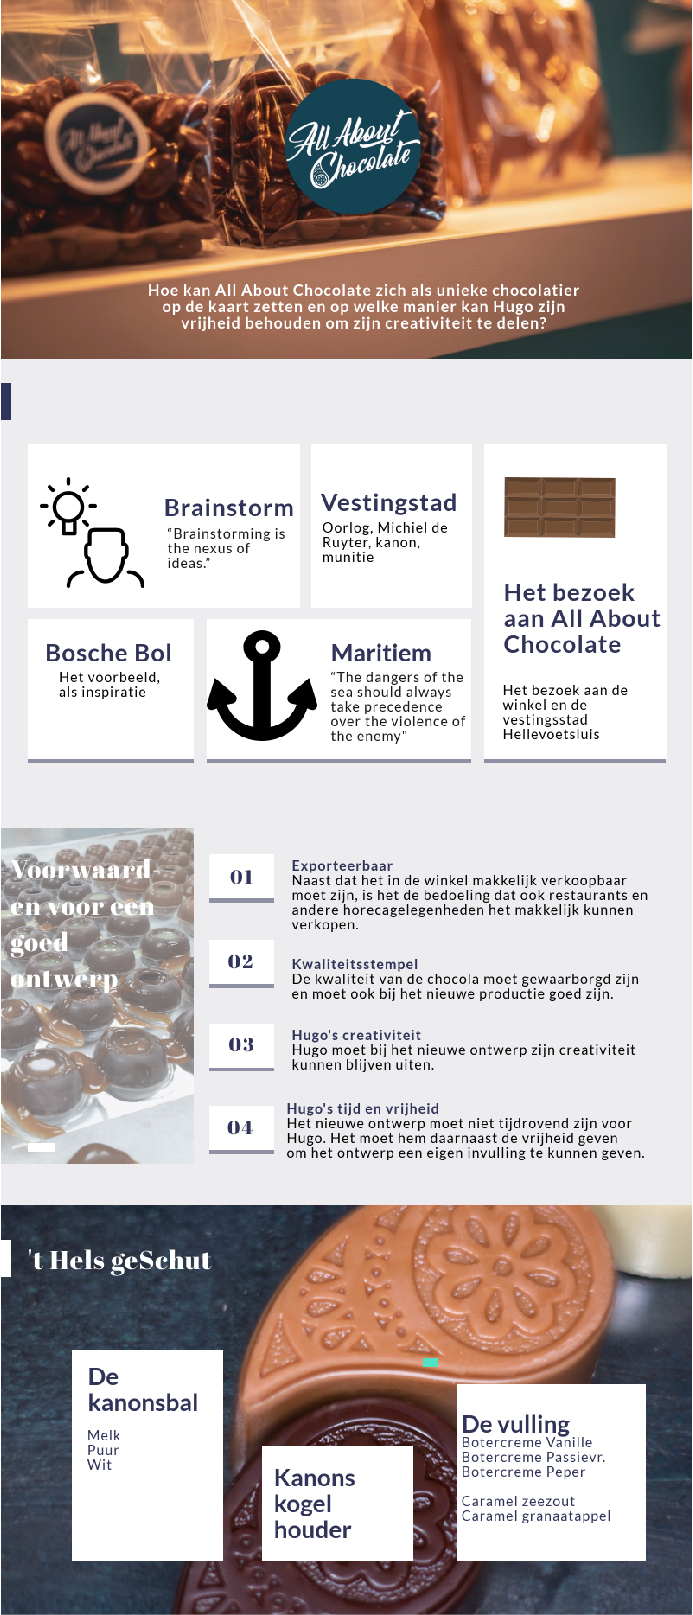 All About
Chocolate
All About
Chocolate
Hoe kan All About Chocolate zich als unieke chocolatier
op de kaart zetten en op welke manier kan Hugo zijn
vrijheid behouden om zijn creativiteit te delen?
Brainstorm
“Brainstorming is
the nexus of
ideas.”
Vestingstad
Oorlog, Michiel de
Ruyter, kanon,
munitie
Het bezoek
aan All About
Chocolate
Het bezoek aan de
winkel en de
vestingsstad
Hellevoetsluis
Bosche Bol
Het voorbeeld,
als inspiratie
Maritiem
“The dangers of the
sea should always
take precedence
over the violence of
the enemy"
Voorwaard-
en voor een
goed
ontwerp
01
Exporteerbaar
Naast dat het in de winkel makkelijk verkoopbaar
moet zijn, is het de bedoeling dat ook restaurants en
andere horecagelegenheden het makkelijk kunnen
verkopen.
02
Kwaliteitsstempel
De kwaliteit van de chocola moet gewaarborgd zijn
en moet ook bij het nieuwe productie goed zijn.
03
Hugo's creativiteit
Hugo moet bij het nieuwe ontwerp zijn creativiteit
kunnen blijven uiten.
04
Hugo's tijd en vrijheid
Het nieuwe ontwerp moet niet tijdrovend zijn voor
Hugo. Het moet hem daarnaast de vrijheid geven
om het ontwerp een eigen invulling te kunnen geven.
't Hels geSchut
De
kanonsbal
Melk
Puur
Wit
Kanons
kogel
houder
De vulling
Botercreme Vanille
Botercreme Passievr.
Botercreme Peper
Caramel zeezout
Caramel granaatappel